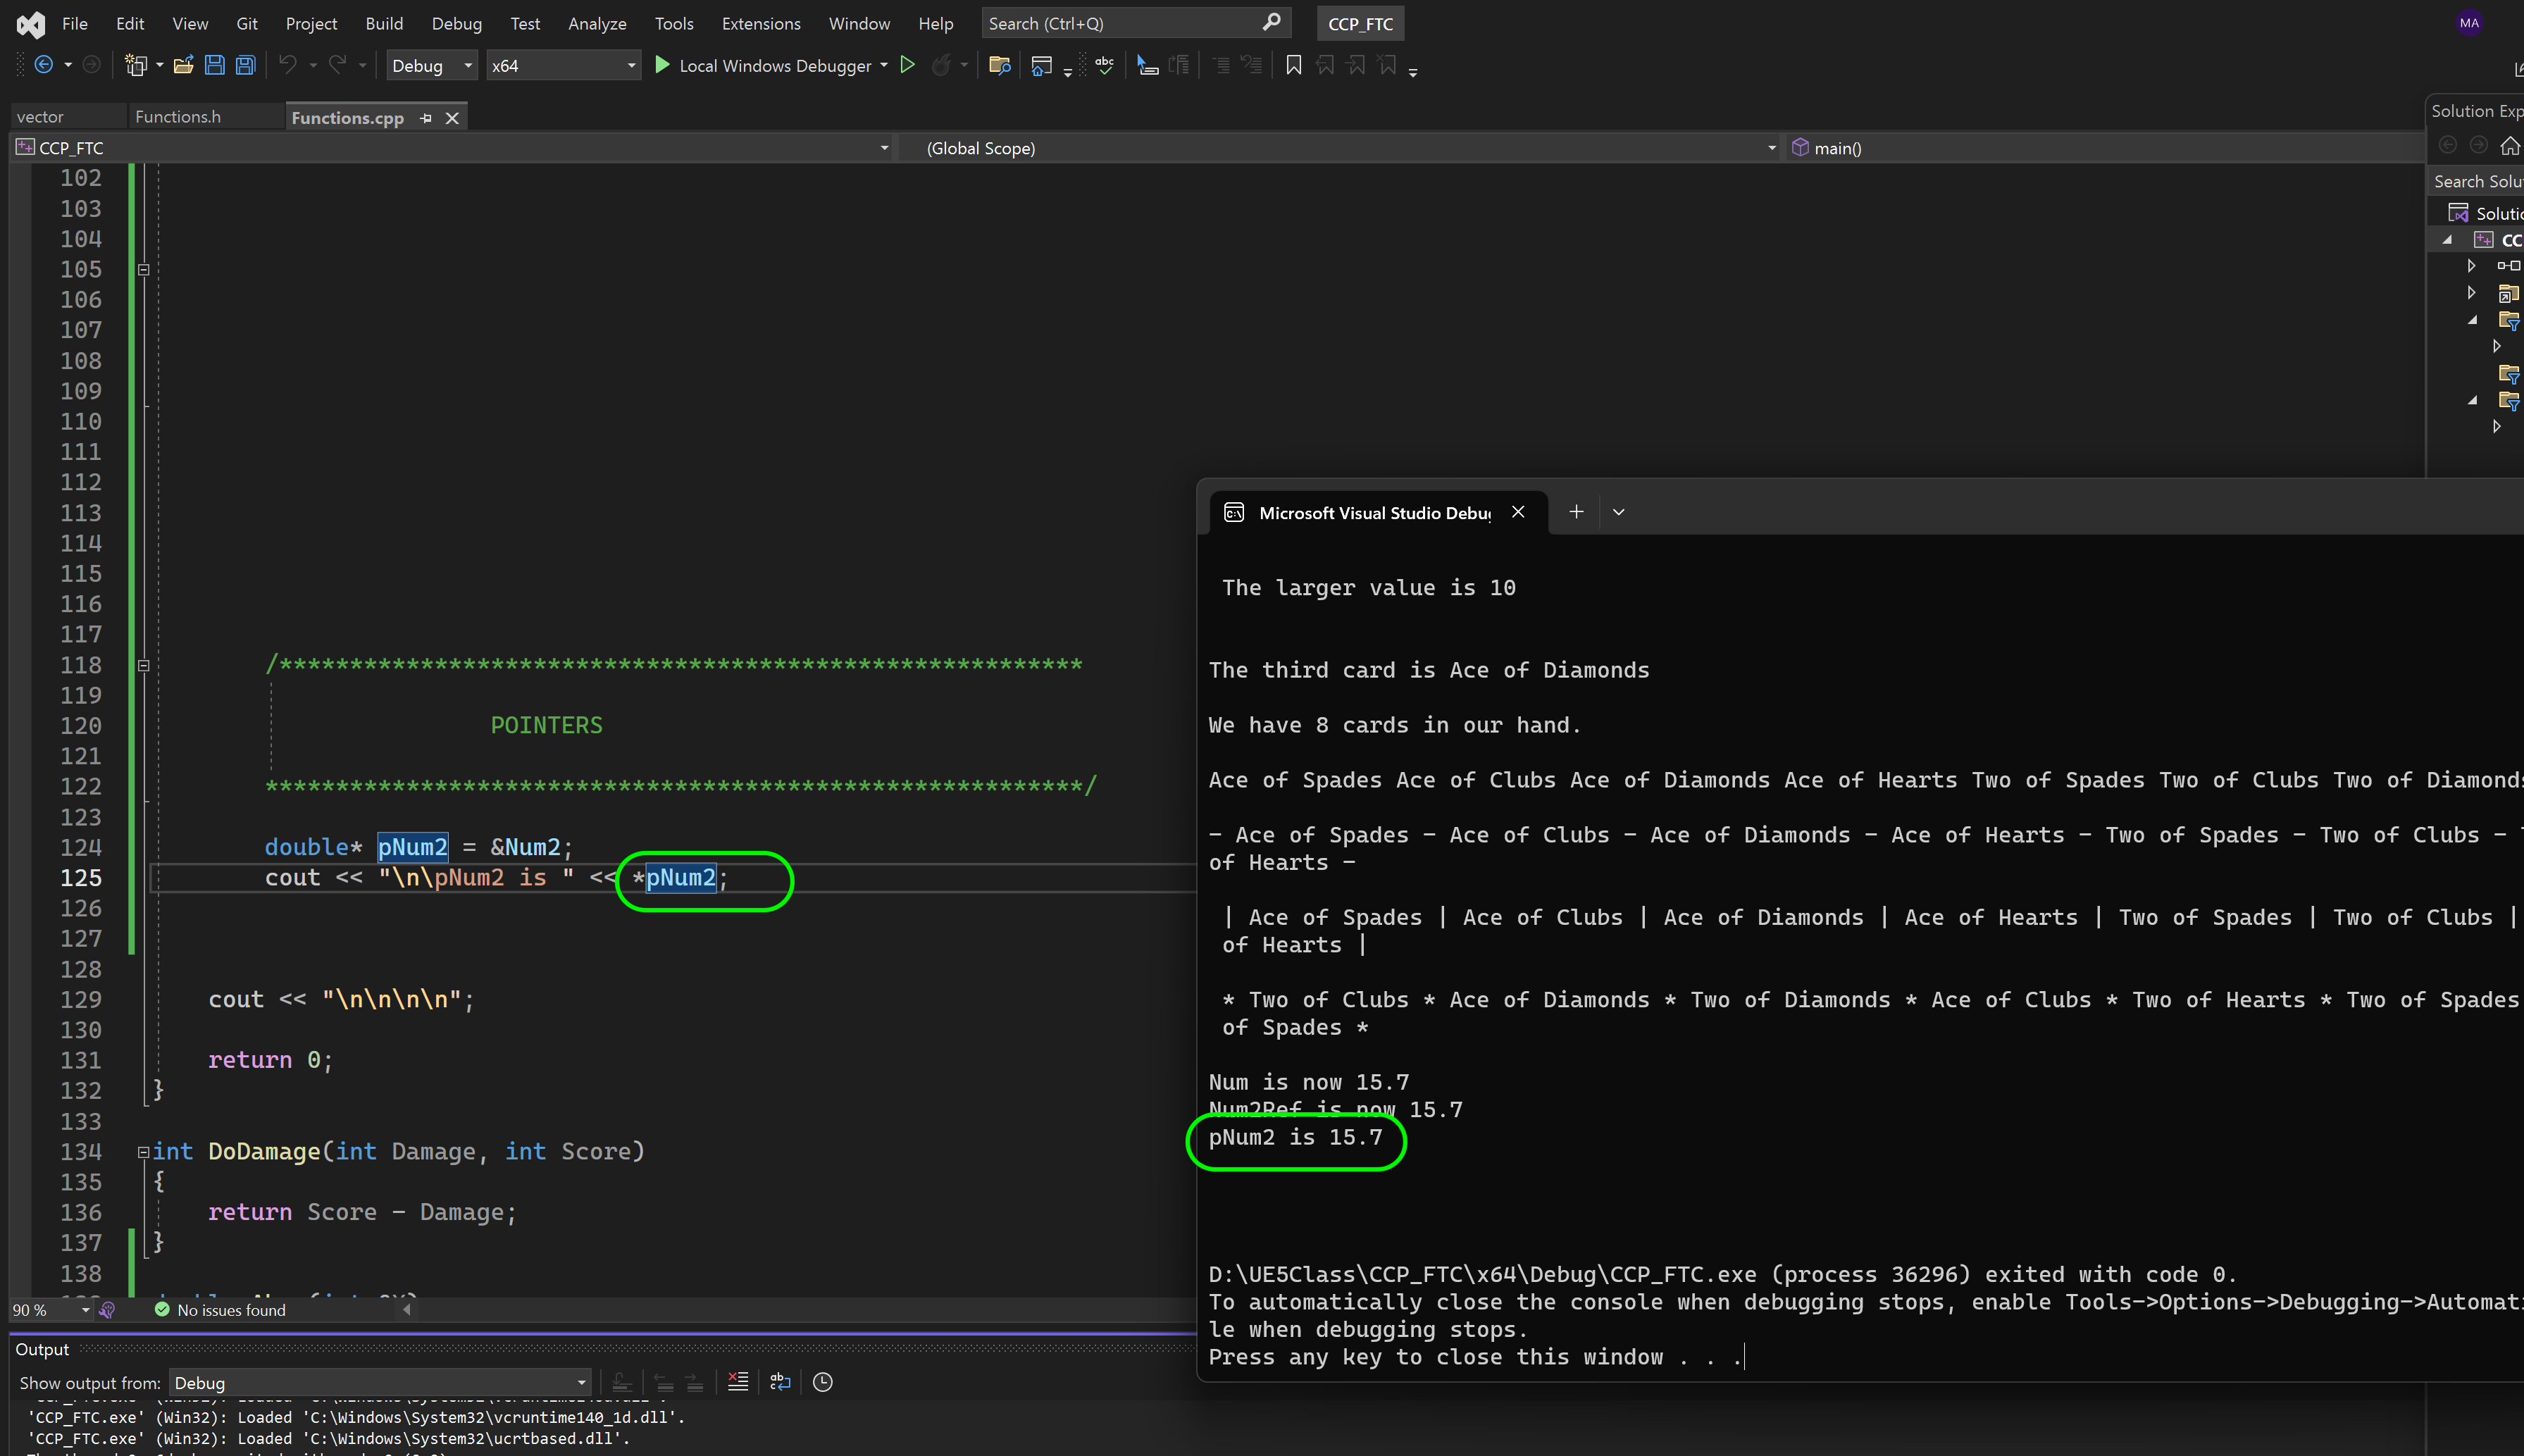 File Edit View Git Project Build Debug Test Analyze Tools Extensions Window Help Search (Ctrl+Q) CCP_FTC MA
Debug x64 Local Windows Debugger
vector Functions.h Functions.cpp
Solution Exp
CCP_FTC (Global Scope) main()
Search Solu
Solutio
CC
102
103
104
105
106
107
108
109
110
111
112
113
114
115
116
117
118 /*********************************************************
119
120 POINTERS
121
122 **********************************************************/
123
124 double* pNum2 = &Num2;
125 cout << "\n\pNum2 is " << *pNum2;
126
127
128
129 cout << "\n\n\n\n";
130
131 return 0;
132 }
133
134 int DoDamage(int Damage, int Score)
135 {
136 return Score - Damage;
137 }
138
90 % No issues found
Output
Show output from: Debug
'CCP_FTC.exe' (Win32): Loaded 'C:\Windows\System32\vcruntime140_1d.dll'.
'CCP_FTC.exe' (Win32): Loaded 'C:\Windows\System32\ucrtbased.dll'.
Microsoft Visual Studio Debug
The larger value is 10
The third card is Ace of Diamonds
We have 8 cards in our hand.
Ace of Spades Ace of Clubs Ace of Diamonds Ace of Hearts Two of Spades Two of Clubs Two of Diamonds
- Ace of Spades - Ace of Clubs - Ace of Diamonds - Ace of Hearts - Two of Spades - Two of Clubs -
of Hearts -
| Ace of Spades | Ace of Clubs | Ace of Diamonds | Ace of Hearts | Two of Spades | Two of Clubs |
of Hearts |
* Two of Clubs * Ace of Diamonds * Two of Diamonds * Ace of Clubs * Two of Hearts * Two of Spades
of Spades *
Num is now 15.7
Num2Ref is now 15.7
pNum2 is 15.7
D:\UE5Class\CCP_FTC\x64\Debug\CCP_FTC.exe (process 36296) exited with code 0.
To automatically close the console when debugging stops, enable Tools->Options->Debugging->Automati
le when debugging stops.
Press any key to close this window . . .